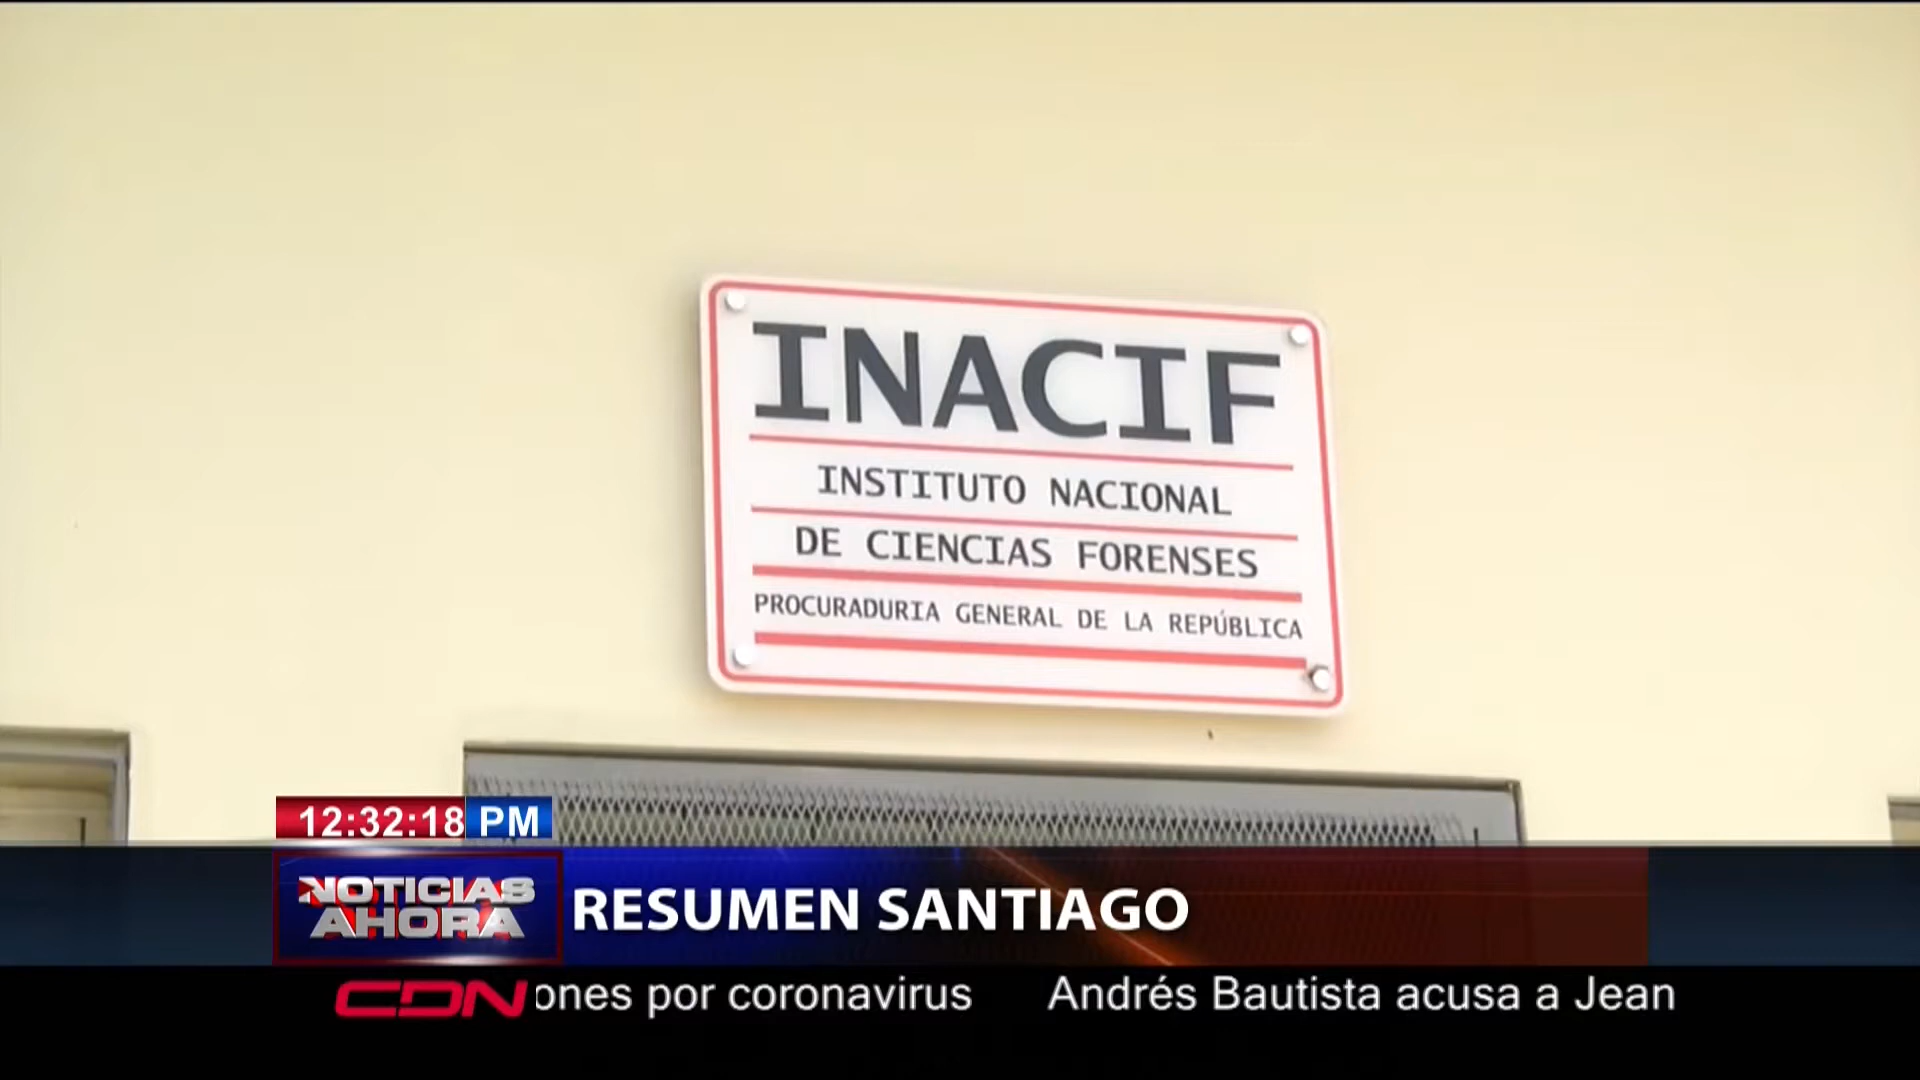 INACIF
INSTITUTO NACIONAL
DE CIENCIAS FORENSES
PROCURADURIA GENERAL DE LA REPÚBLICA
12:32:18 PM
NOTICIAS
AHORA
RESUMEN SANTIAGO
CDN
ones por coronavirus Andrés Bautista acusa a Jean